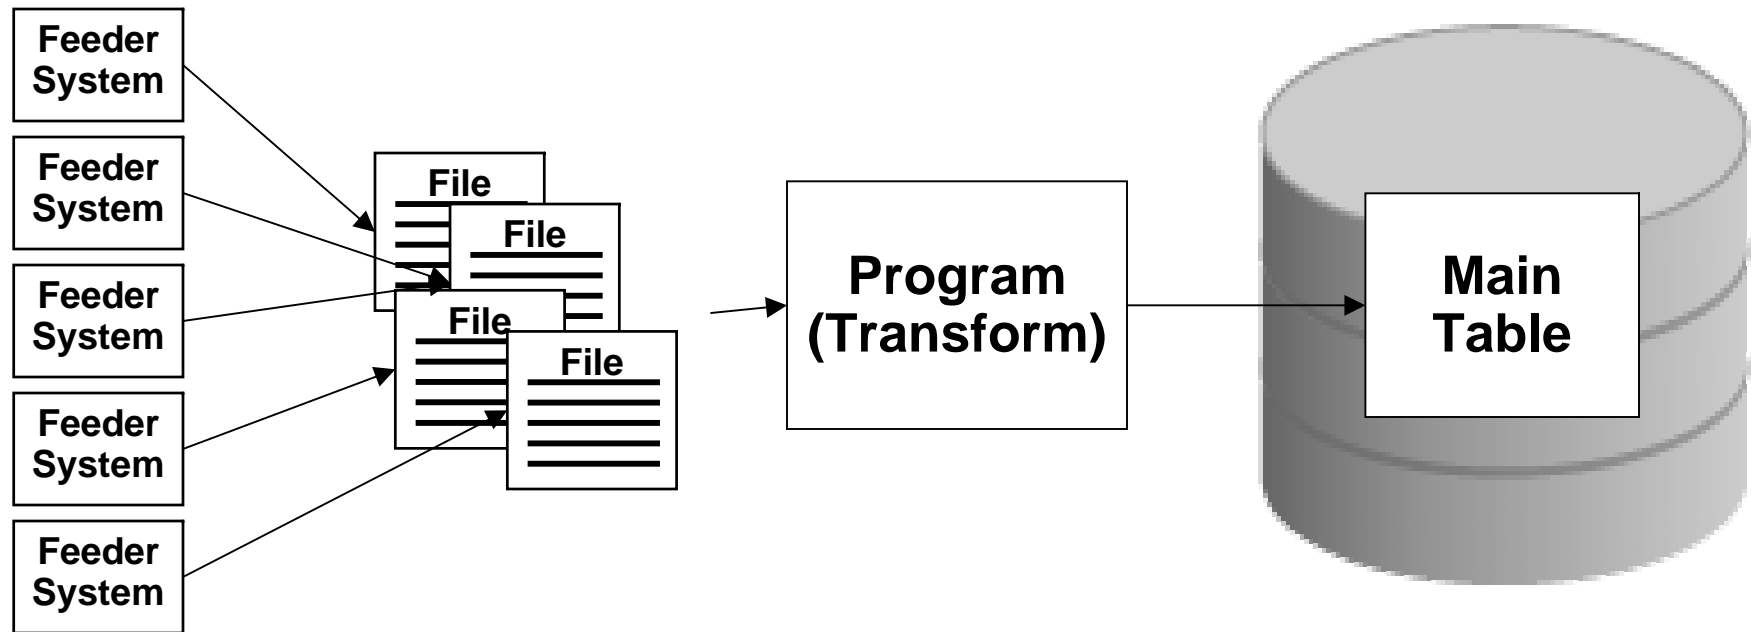 Feeder
System
Feeder
System
Feeder
System
Feeder
System
Feeder
System
File
File
File
File
Program
(Transform)
Main
Table